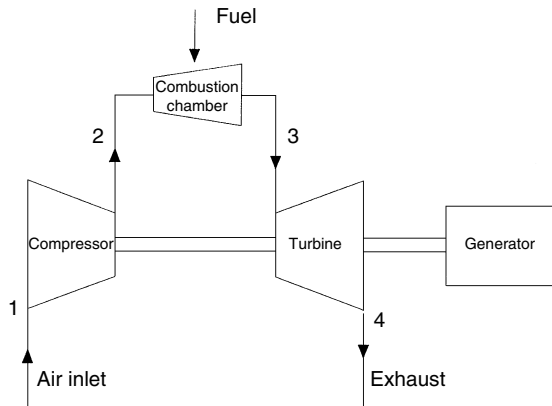 Fuel
Combustion
chamber
2
3
Compressor
Turbine
Generator
1
4
Air inlet
Exhaust